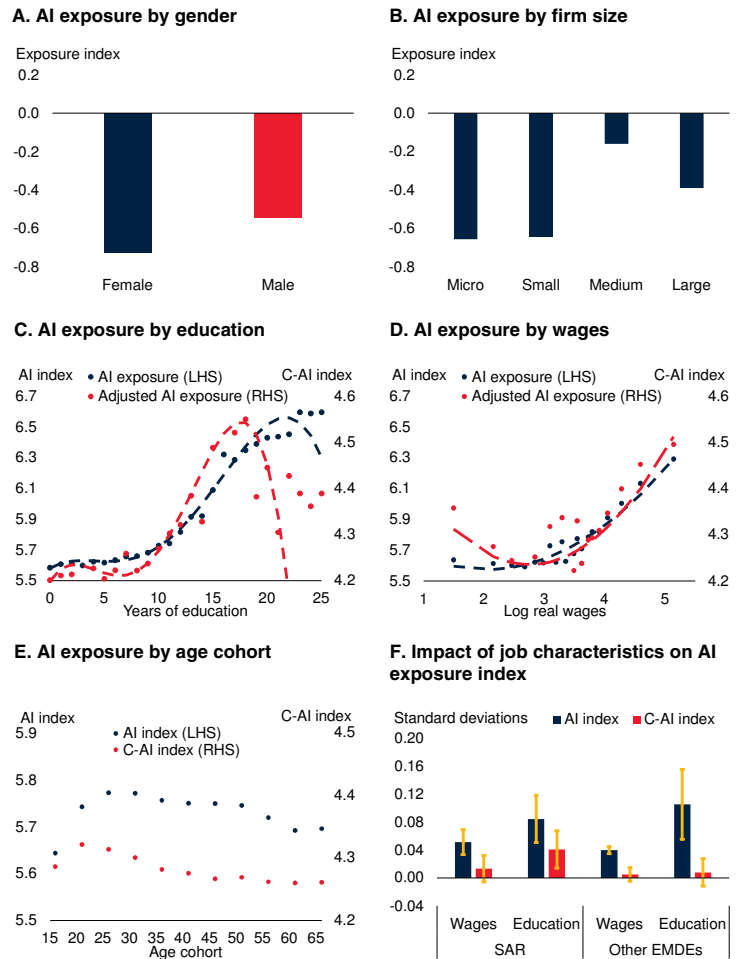 A. AI exposure by gender
Exposure index
0.2
0.0
-0.2
-0.4
-0.6
-0.8
Female Male
B. AI exposure by firm size
Exposure index
0.2
0.0
-0.2
-0.4
-0.6
-0.8
Micro Small Medium Large
C. AI exposure by education
AI index
C-AI index
AI exposure (LHS)
Adjusted AI exposure (RHS)
6.7
6.5
6.3
6.1
5.9
5.7
5.5
4.6
4.5
4.4
4.3
4.2
0 5 10 15 20 25
Years of education
D. AI exposure by wages
AI index
C-AI index
AI exposure (LHS)
Adjusted AI exposure (RHS)
6.7
6.5
6.3
6.1
5.9
5.7
5.5
4.6
4.5
4.4
4.3
4.2
1 2 3 4 5
Log real wages
E. AI exposure by age cohort
AI index
C-AI index
AI index (LHS)
C-AI index (RHS)
5.9
5.8
5.7
5.6
5.5
4.5
4.4
4.3
4.2
15 20 25 30 35 40 45 50 55 60 65
Age cohort
F. Impact of job characteristics on AI
exposure index
Standard deviations
AI index C-AI index
0.20
0.16
0.12
0.08
0.04
0.00
-0.04
Wages Education Wages Education
SAR Other EMDEs